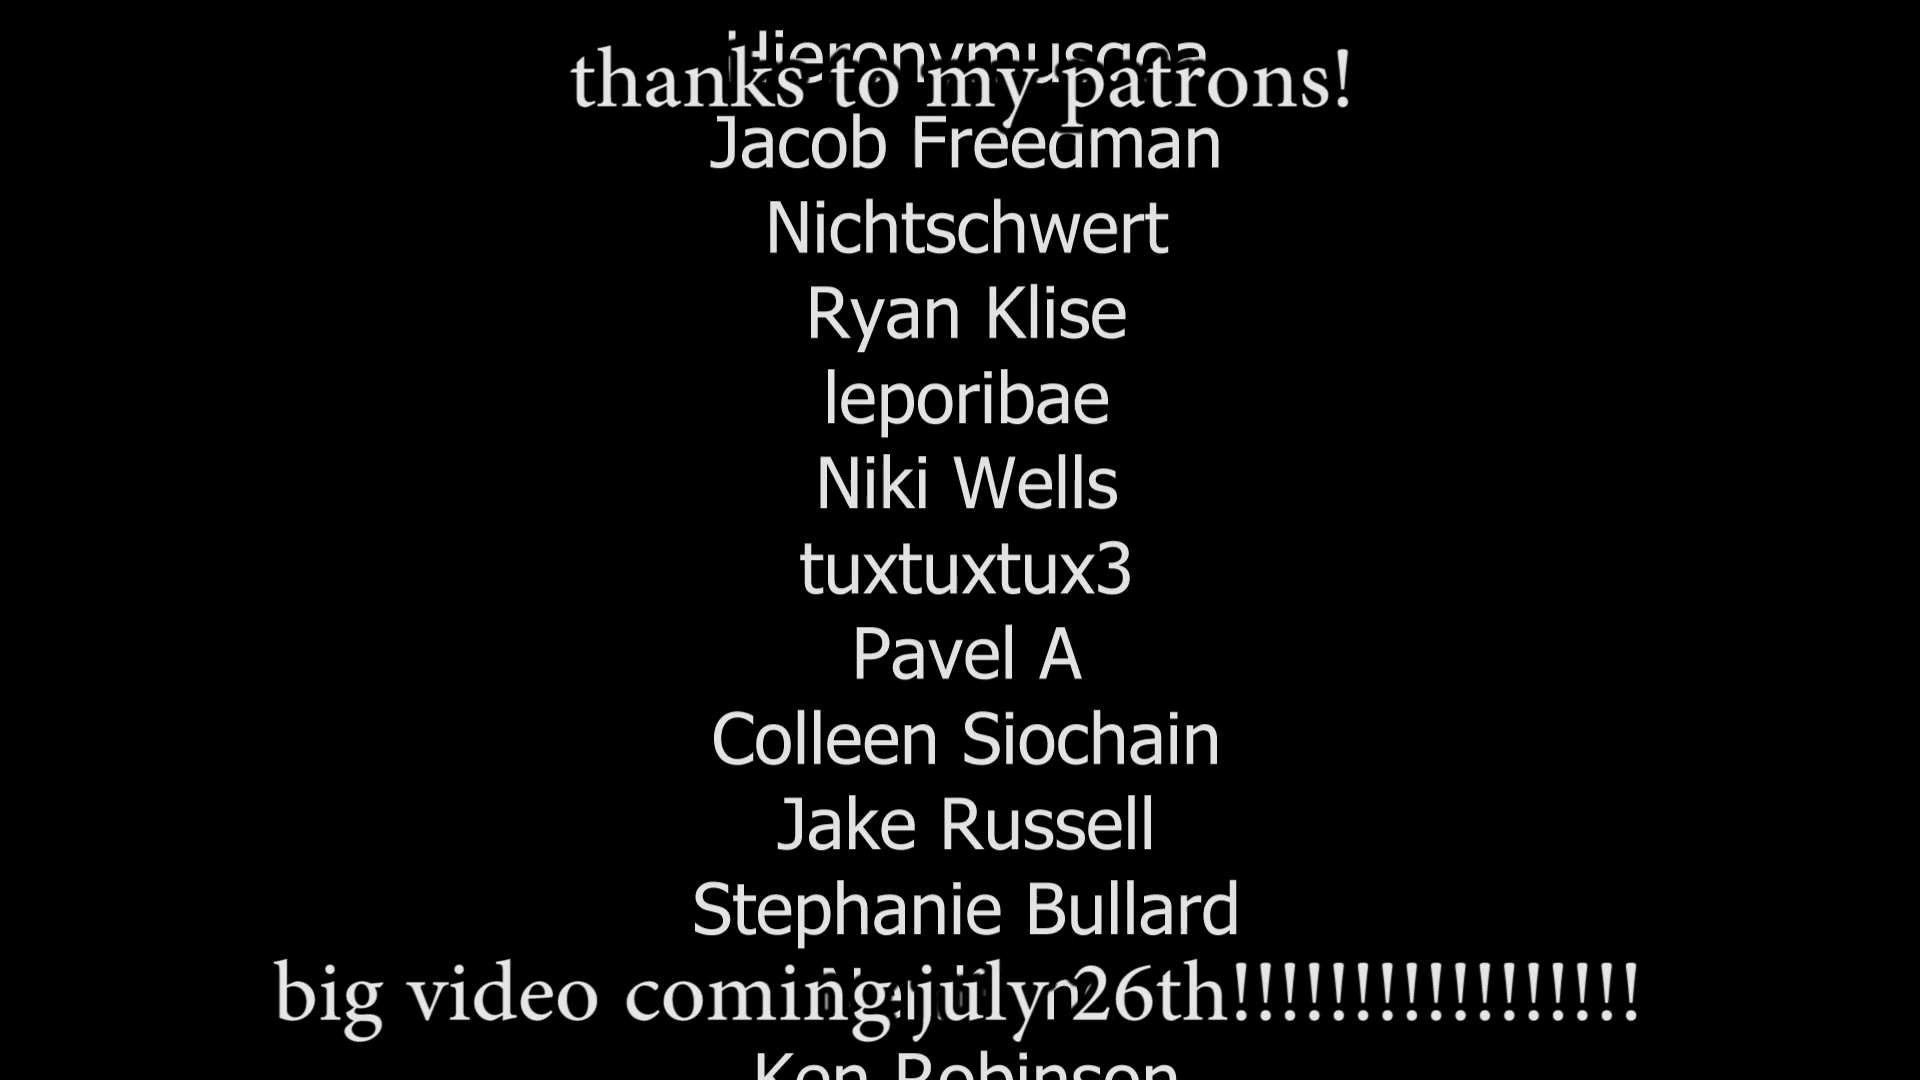 thanks to my patrons!
Jacob Freedman
Nichtschwert
Ryan Klise
leporibae
Niki Wells
tuxtuxtux3
Pavel A
Colleen Siochain
Jake Russell
Stephanie Bullard
big video coming july 26th!!!!!!!!!!!!!!!!!
Ken Robinson